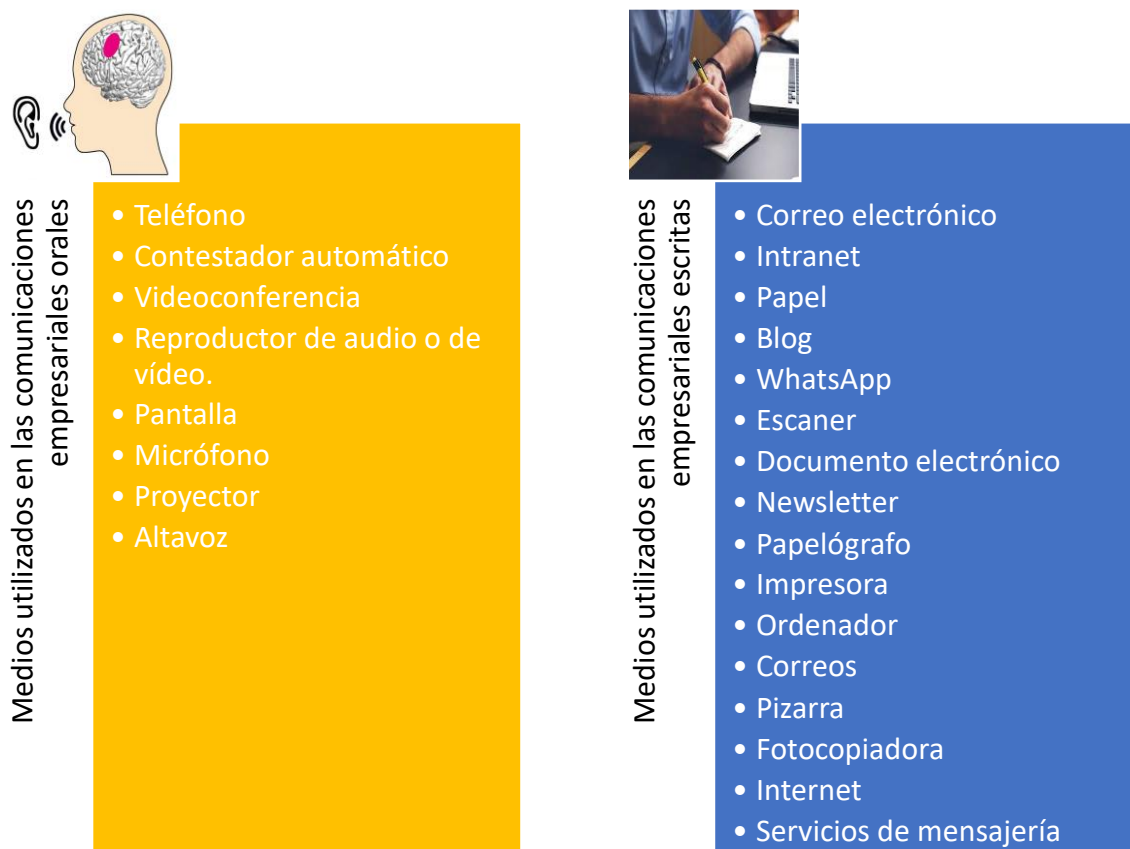 Medios utilizados en las comunicaciones
empresariales orales
• Teléfono
• Contestador automático
• Videoconferencia
• Reproductor de audio o de
vídeo.
• Pantalla
• Micrófono
• Proyector
• Altavoz
Medios utilizados en las comunicaciones
empresariales escritas
• Correo electrónico
• Intranet
• Papel
• Blog
• WhatsApp
• Escaner
• Documento electrónico
• Newsletter
• Papelógrafo
• Impresora
• Ordenador
• Correos
• Pizarra
• Fotocopiadora
• Internet
• Servicios de mensajería